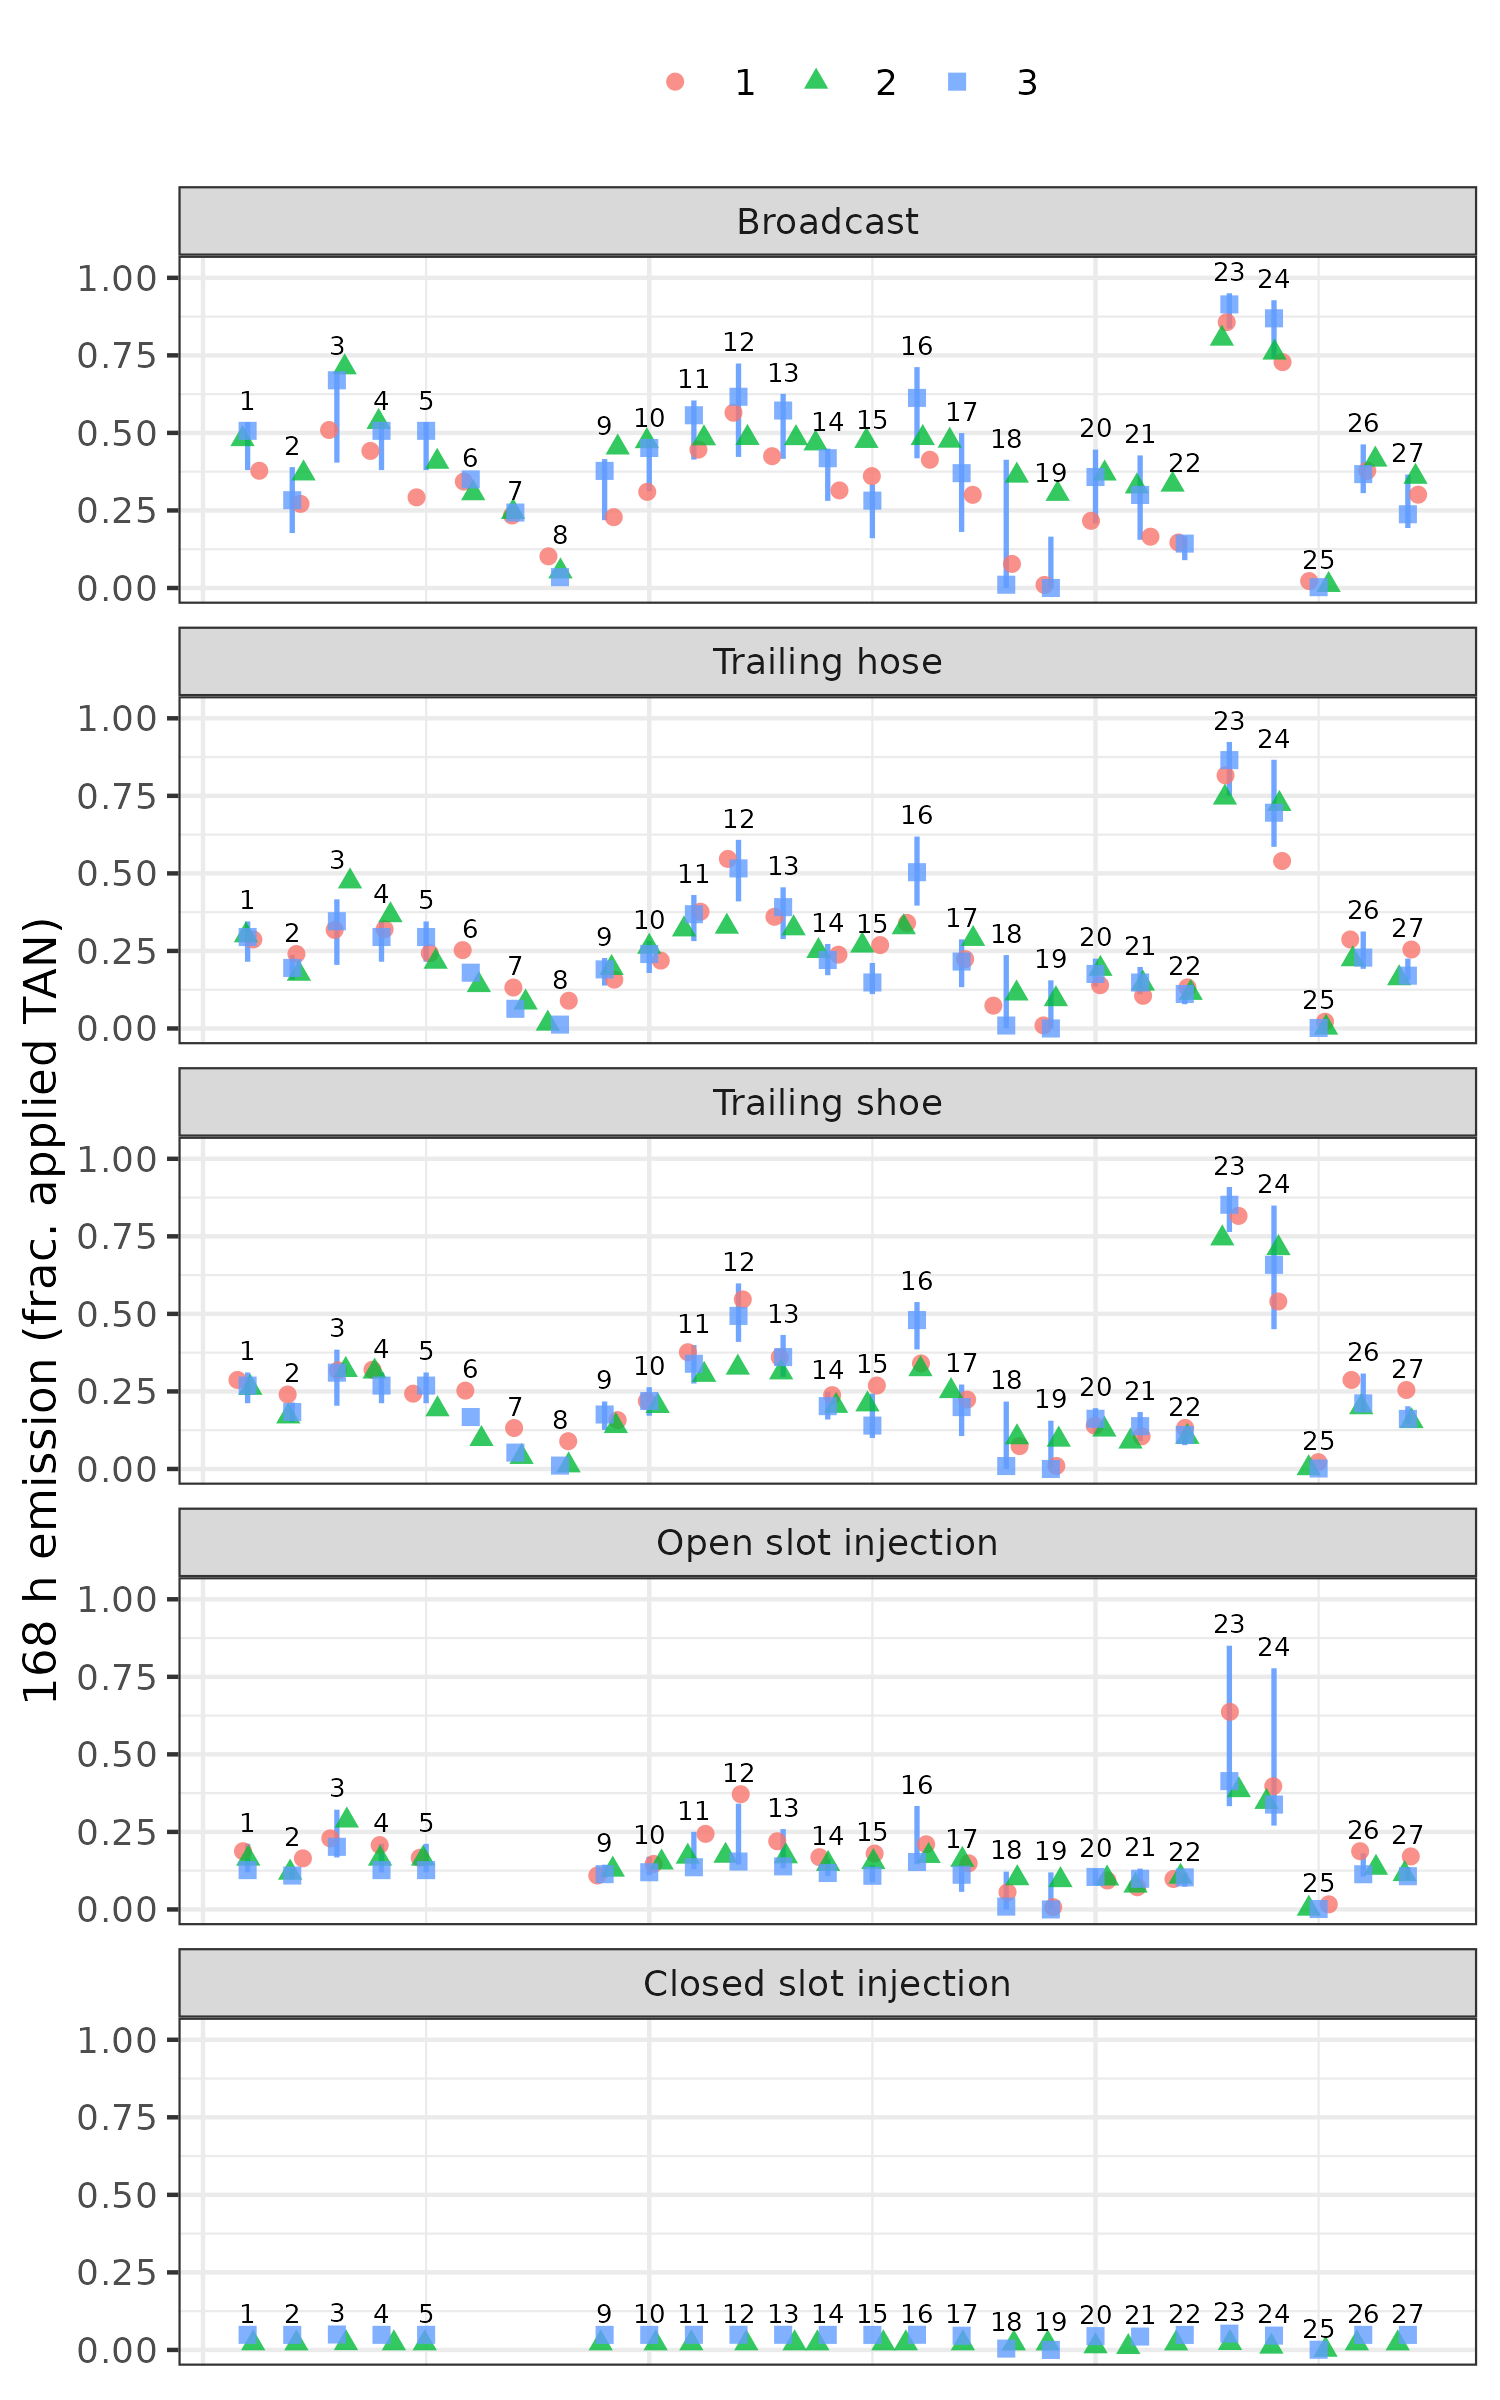 1 2 3
Broadcast
1.00
0.75
0.50
0.25
0.00
1 2 3 4 5 6 7 8 9 10 11 12 13 14 15 16 17 18 19 20 21 22 23 24 25 26 27
Trailing hose
1.00
0.75
0.50
0.25
0.00
1 2 3 4 5 6 7 8 9 10 11 12 13 14 15 16 17 18 19 20 21 22 23 24 25 26 27
Trailing shoe
1.00
0.75
0.50
0.25
0.00
1 2 3 4 5 6 7 8 9 10 11 12 13 14 15 16 17 18 19 20 21 22 23 24 25 26 27
Open slot injection
1.00
0.75
0.50
0.25
0.00
1 2 3 4 5 9 10 11 12 13 14 15 16 17 18 19 20 21 22 23 24 25 26 27
Closed slot injection
1.00
0.75
0.50
0.25
0.00
1 2 3 4 5 9 10 11 12 13 14 15 16 17 18 19 20 21 22 23 24 25 26 27
168 h emission (frac. applied TAN)